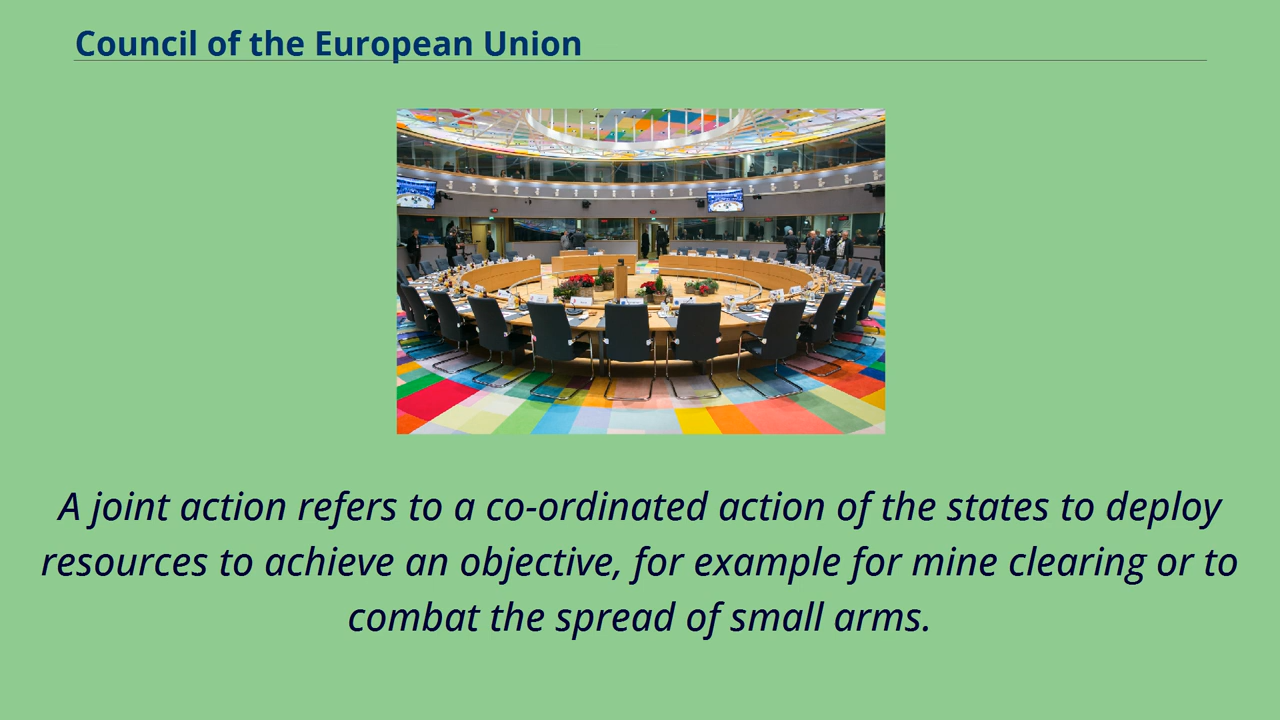 Council of the European Union
A joint action refers to a co-ordinated action of the states to deploy
resources to achieve an objective, for example for mine clearing or to
combat the spread of small arms.